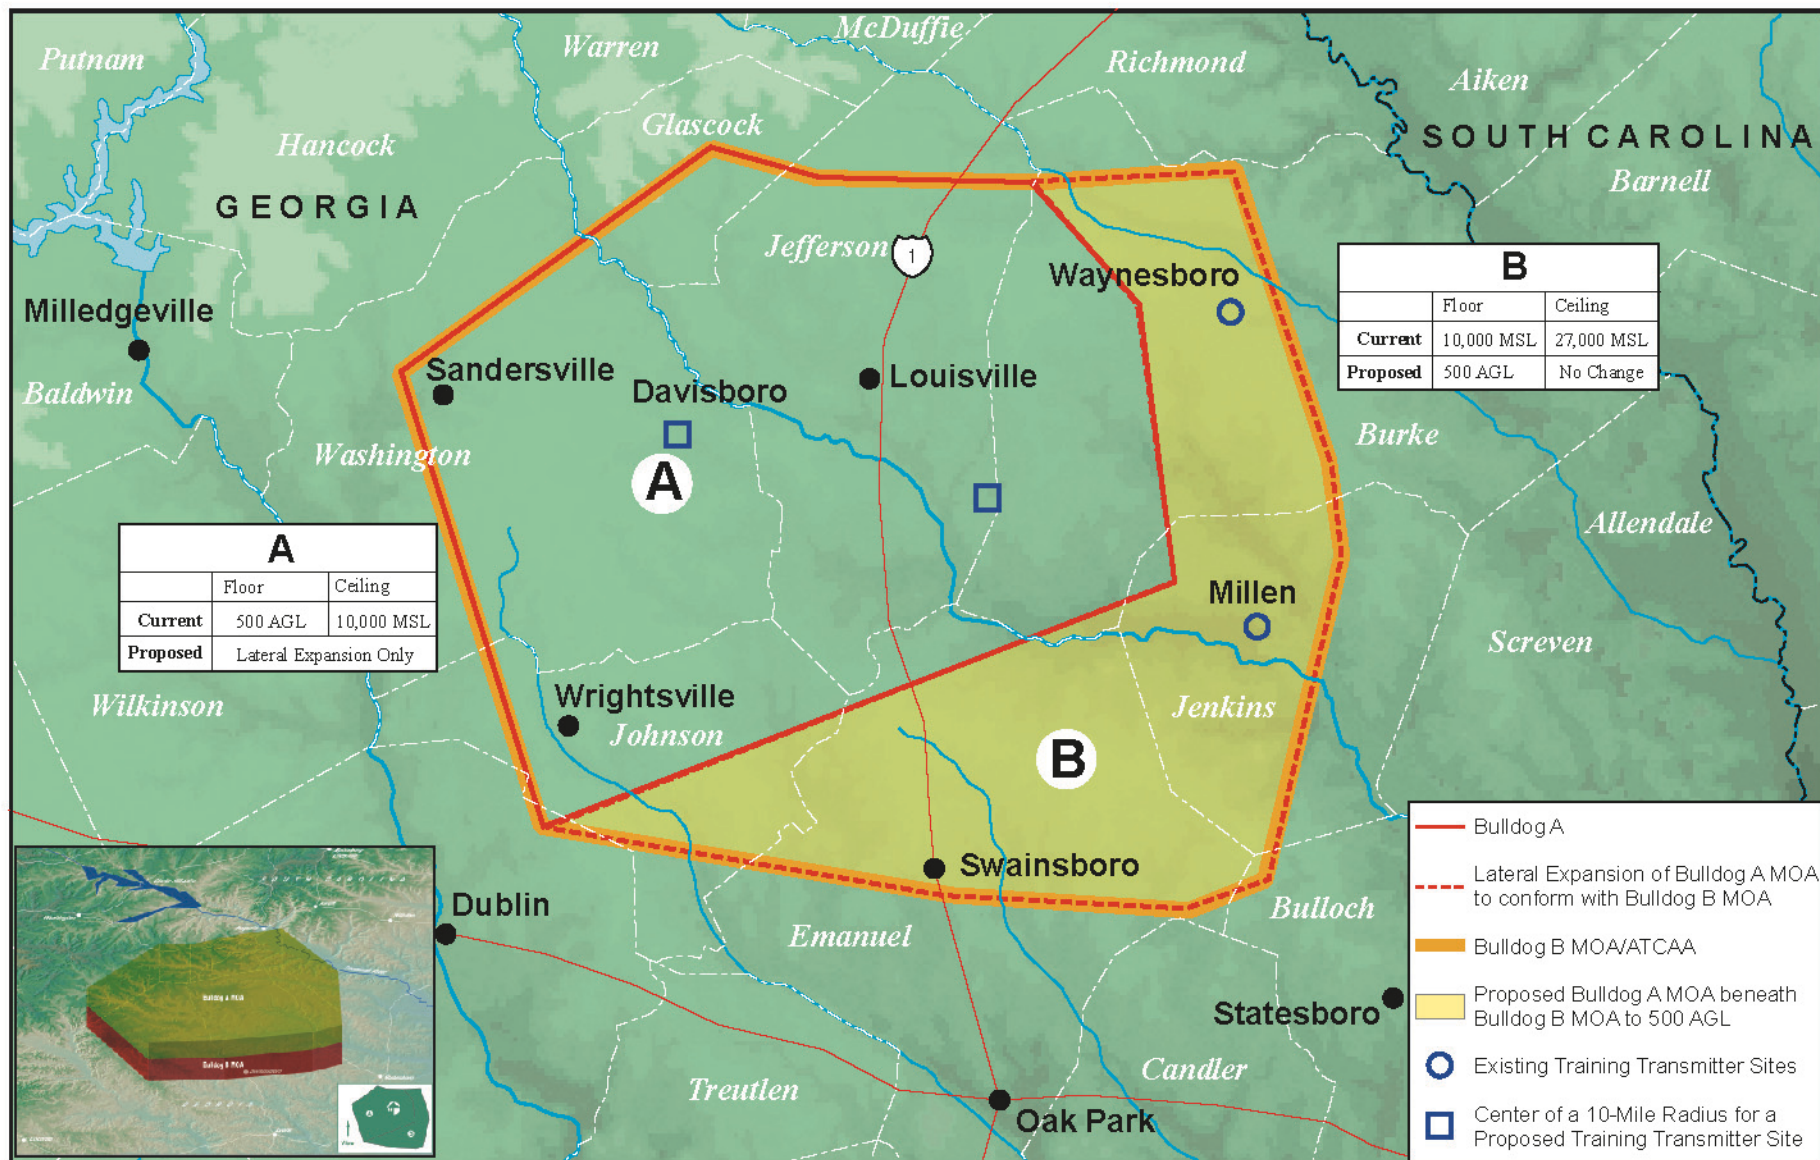 McDuffie
Warren
Putnam
Richmond
Aiken
Glascock
Hancock
SOUTH CAROLINA
Barnell
GEORGIA
Jefferson
1
Waynesboro
B
Floor Ceiling
Current 10,000 MSL 27,000 MSL
Proposed 500 AGL No Change
Milledgeville
Sandersville
Davisboro
Louisville
Baldwin
Washington
Burke
A
Allendale
A
Floor Ceiling
Current 500 AGL 10,000 MSL
Proposed Lateral Expansion Only
Millen
Screven
Wilkinson
Wrightsville
Johnson
Jenkins
B
Swainsboro
Dublin
Emanuel
Bulloch
Statesboro
Candler
Treutlen
Oak Park
Bulldog A
Lateral Expansion of Bulldog A MOA
to conform with Bulldog B MOA
Bulldog B MOA/ATCAA
Proposed Bulldog A MOA beneath
Bulldog B MOA to 500 AGL
Existing Training Transmitter Sites
Center of a 10-Mile Radius for a
Proposed Training Transmitter Site
Bulldog A MOA
Bulldog B MOA
View